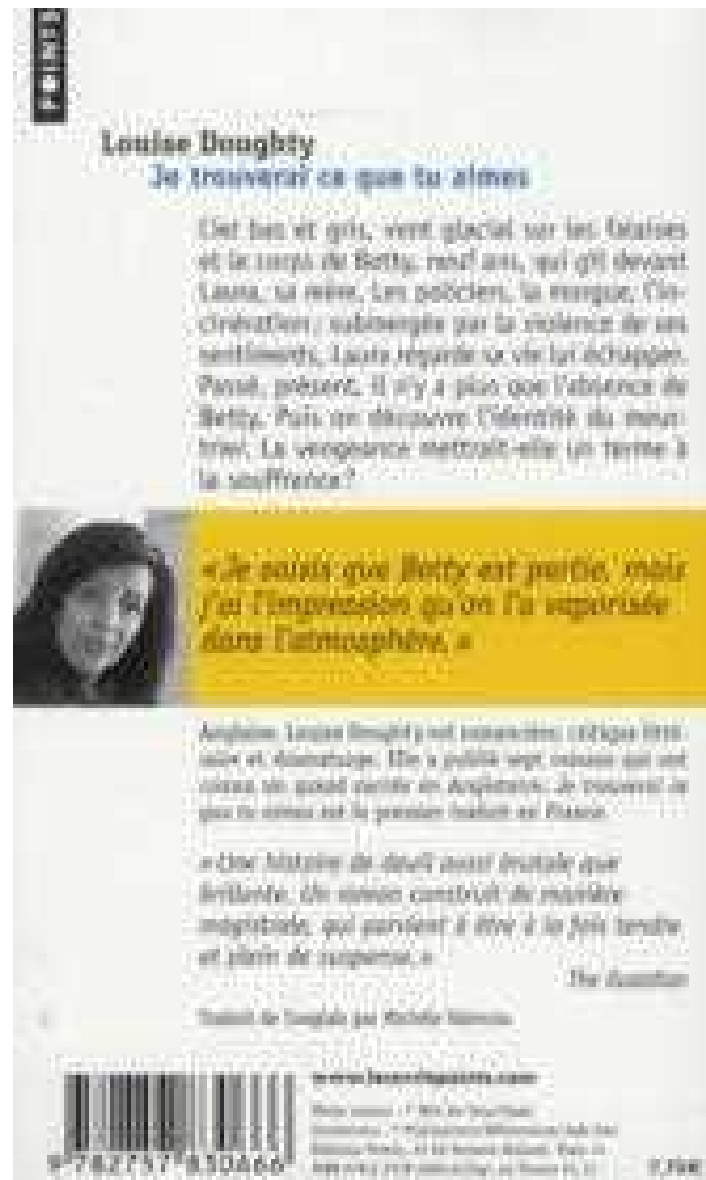 POINTS
Louise Doughty
Je trouverai ce que tu aimes
Ciel bas et gris, vent glacial sur les falaises
et le corps de Betty, neuf ans, qui gît devant
Laura, sa mère. Les policiers, la morgue, l'in-
cinération ; submergée par la violence de ses
sentiments, Laura regarde sa vie lui échapper.
Passé, présent, il n'y a plus que l'absence de
Betty. Puis on découvre l'identité du meur-
trier. La vengeance mettrait-elle un terme à
la souffrance ?
« Je saisis que Betty est partie, mais
j'ai l'impression qu'on l'a vaporisée
dans l'atmosphère. »
Anglaise, Louise Doughty est romancière, critique litté-
raire et dramaturge. Elle a publié sept romans qui ont
connu un grand succès en Angleterre. Je trouverai ce
que tu aimes est le premier traduit en France.
« Une histoire de deuil aussi brutale que
brillante. Un roman construit de manière
magistrale, qui parvient à être à la fois tendre
et plein de suspense. »
The Guardian
Traduit de l'anglais par Michèle
www.lecerclepoints.com
9 782757 830666